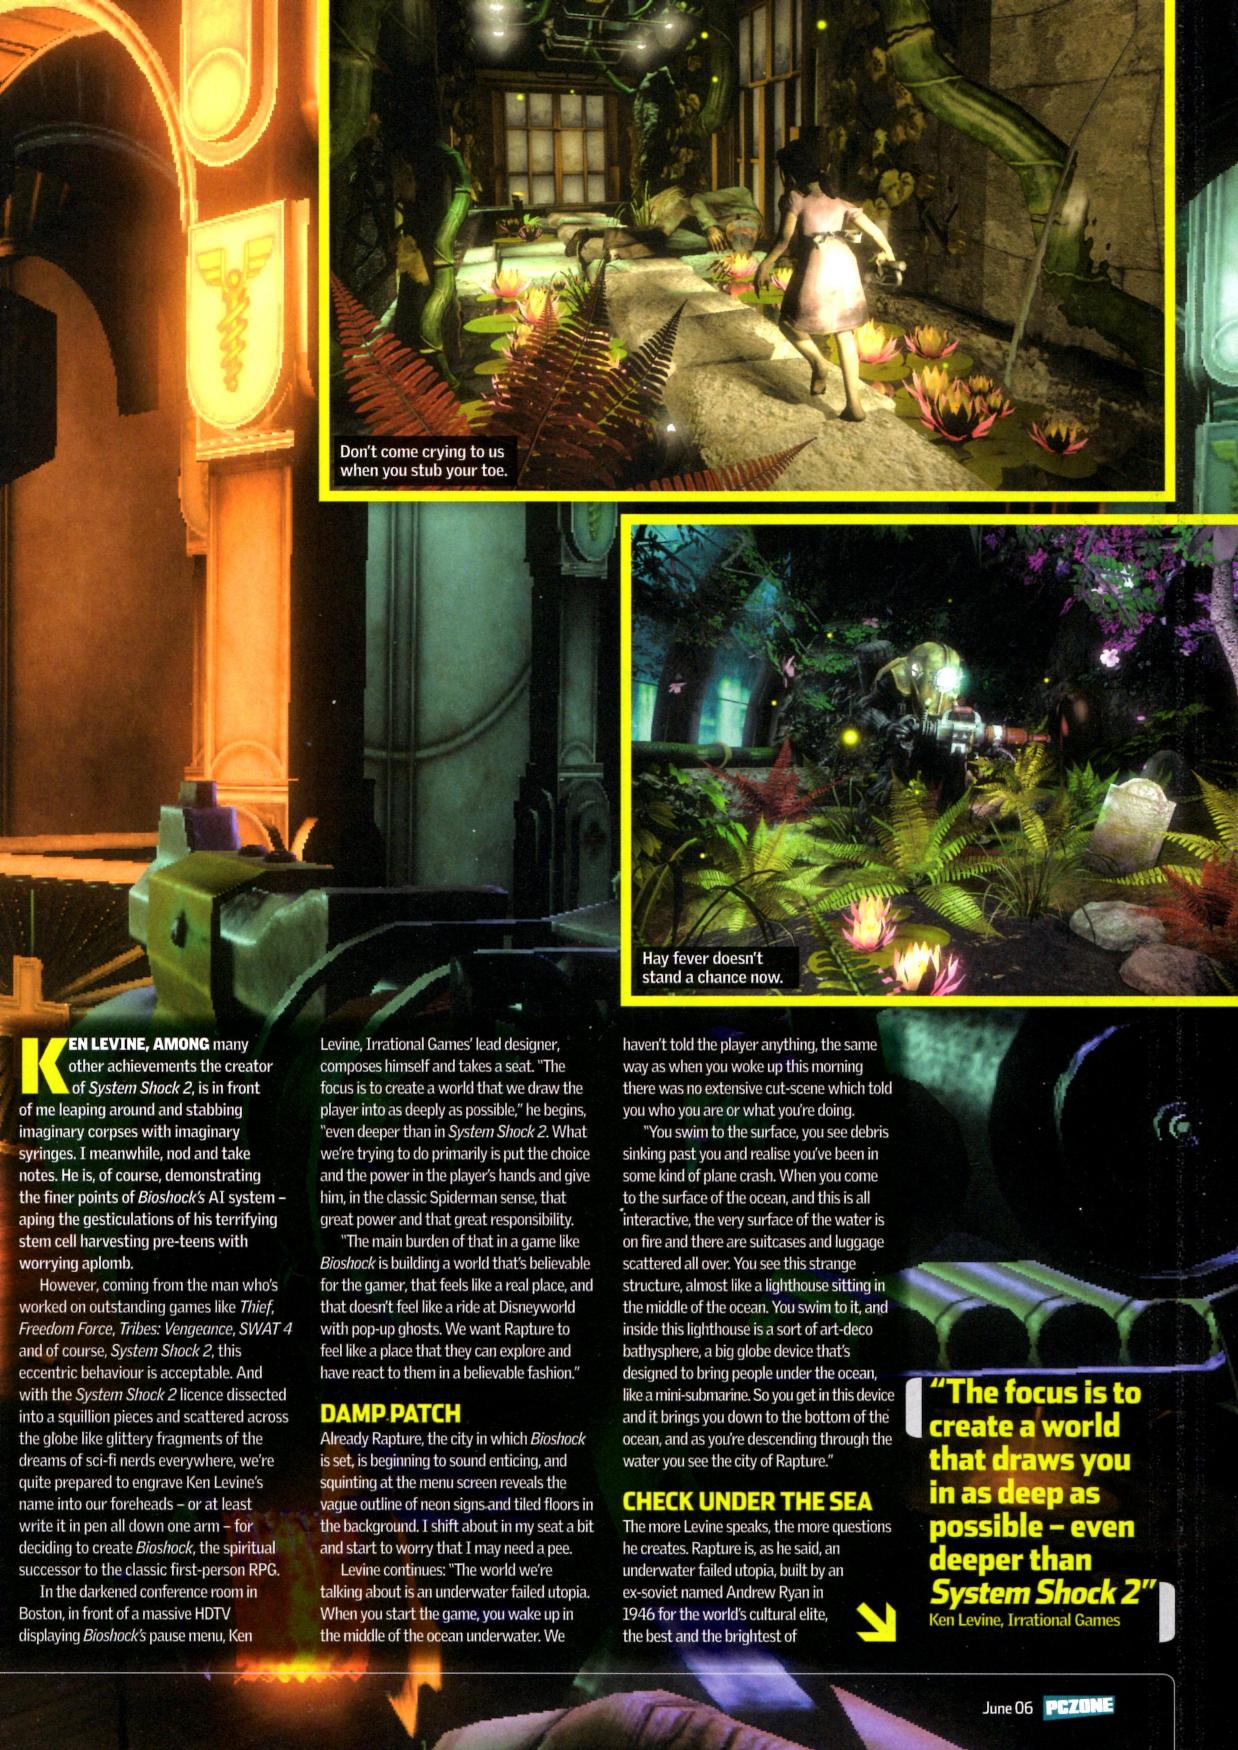 Don't come crying to us
when you stub your toe.
Hay fever doesn't
stand a chance now.
KEN LEVINE, AMONG many
other achievements the creator
of System Shock 2, is in front
of me leaping around and stabbing
imaginary corpses with imaginary
syringes. I meanwhile, nod and take
notes. He is, of course, demonstrating
the finer points of Bioshock's AI system –
aping the gesticulations of his terrifying
stem cell harvesting pre-teens with
worrying aplomb.
However, coming from the man who's
worked on outstanding games like Thief,
Freedom Force, Tribes: Vengeance, SWAT 4
and of course, System Shock 2, this
eccentric behaviour is acceptable. And
with the System Shock 2 licence dissected
into a squillion pieces and scattered across
the globe like glittery fragments of the
dreams of sci-fi nerds everywhere, we're
quite prepared to engrave Ken Levine's
name into our foreheads – or at least
write it in pen all down one arm – for
deciding to create Bioshock, the spiritual
successor to the classic first-person RPG.
In the darkened conference room in
Boston, in front of a massive HDTV
displaying Bioshock's pause menu, Ken
Levine, Irrational Games' lead designer,
composes himself and takes a seat. "The
focus is to create a world that we draw the
player into as deeply as possible," he begins,
"even deeper than in System Shock 2. What
we're trying to do primarily is put the choice
and the power in the player's hands and give
him, in the classic Spiderman sense, that
great power and that great responsibility.
"The main burden of that in a game like
Bioshock is building a world that's believable
for the gamer, that feels like a real place, and
that doesn't feel like a ride at Disneyworld
with pop-up ghosts. We want Rapture to
feel like a place that they can explore and
have react to them in a believable fashion."
DAMP PATCH
Already Rapture, the city in which Bioshock
is set, is beginning to sound enticing, and
squinting at the menu screen reveals the
vague outline of neon signs and tiled floors in
the background. I shift about in my seat a bit
and start to worry that I may need a pee.
Levine continues: "The world we're
talking about is an underwater failed utopia.
When you start the game, you wake up in
the middle of the ocean underwater. We
haven't told the player anything, the same
way as when you woke up this morning
there was no extensive cut-scene which told
you who you are or what you're doing.
"You swim to the surface, you see debris
sinking past you and realise you've been in
some kind of plane crash. When you come
to the surface of the ocean, and this is all
interactive, the very surface of the water is
on fire and there are suitcases and luggage
scattered all over. You see this strange
structure, almost like a lighthouse sitting in
the middle of the ocean. You swim to it, and
inside this lighthouse is a sort of art-deco
bathysphere, a big globe device that's
designed to bring people under the ocean,
like a mini-submarine. So you get in this device
and it brings you down to the bottom of the
ocean, and as you're descending through the
water you see the city of Rapture."
CHECK UNDER THE SEA
The more Levine speaks, the more questions
he creates. Rapture is, as he said, an
underwater failed utopia, built by an
ex-soviet named Andrew Ryan in
1946 for the world's cultural elite,
the best and the brightest of
"The focus is to
create a world
that draws you
in as deep as
possible – even
deeper than
System Shock 2"
Ken Levine, Irrational Games
June 06 PCZONE